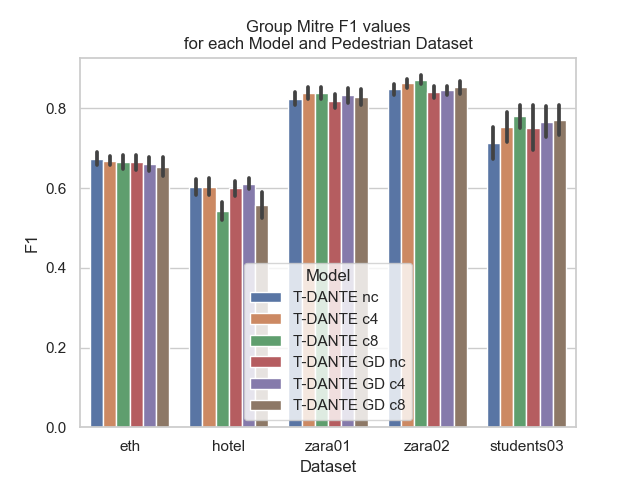 Group Mitre F1 values
for each Model and Pedestrian Dataset
F1
0.8
0.6
0.4
0.2
0.0
Model
T-DANTE nc
T-DANTE c4
T-DANTE c8
T-DANTE GD nc
T-DANTE GD c4
T-DANTE GD c8
eth hotel zara01 zara02 students03
Dataset